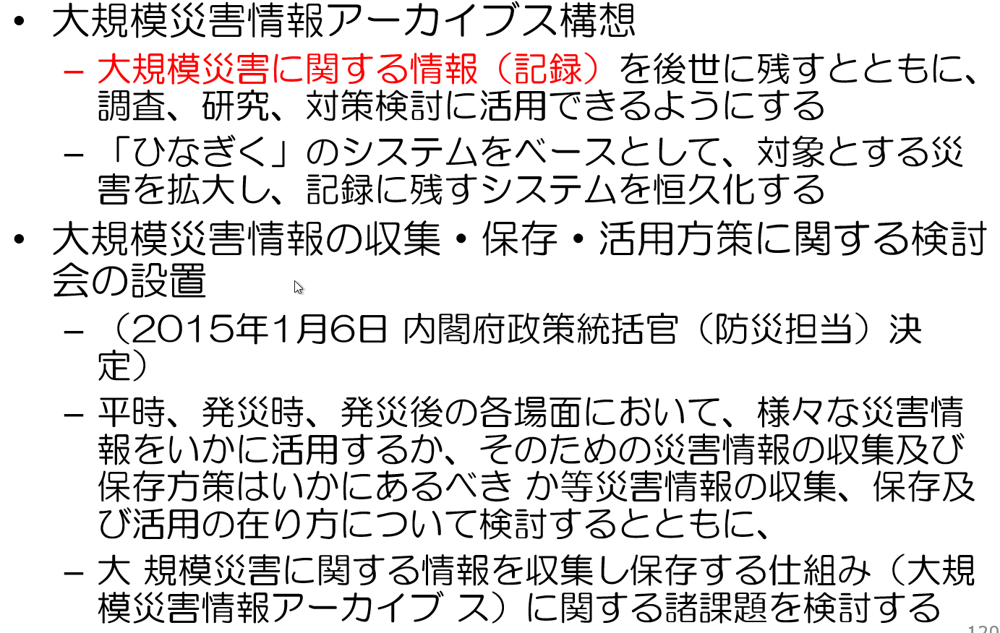 • 大規模災害情報アーカイブス構想
– 大規模災害に関する情報（記録）を後世に残すとともに、
調査、研究、対策検討に活用できるようにする
– 「ひなぎく」のシステムをベースとして、対象とする災
害を拡大し、記録に残すシステムを恒久化する
• 大規模災害情報の収集・保存・活用方策に関する検討
会の設置
– （2015年1月6日 内閣府政策統括官（防災担当）決
定）
– 平時、発災時、発災後の各場面において、様々な災害情
報をいかに活用するか、そのための災害情報の収集及び
保存方策はいかにあるべき か等災害情報の収集、保存及
び活用の在り方について検討するとともに、
– 大 規模災害に関する情報を収集し保存する仕組み（大規
模災害情報アーカイブ ス）に関する諸課題を検討する
120